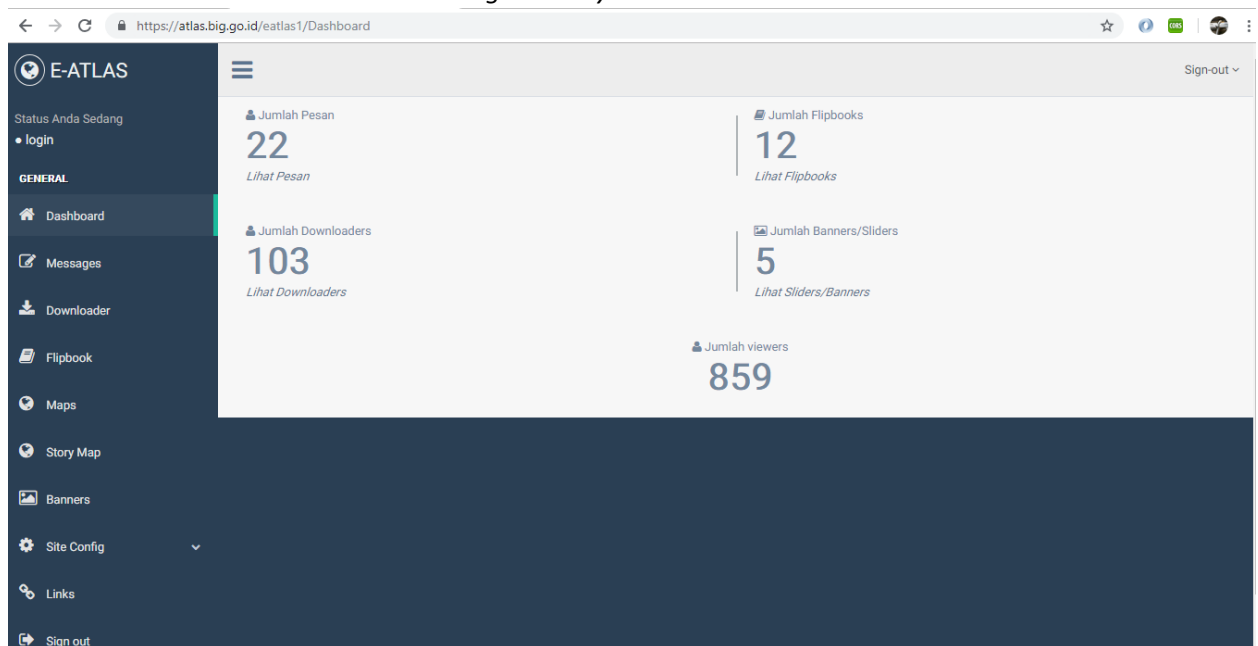 https://atlas.big.go.id/eatlas1/Dashboard
CORS
E-ATLAS
Sign-out
Status Anda Sedang
• login
GENERAL
Dashboard
Messages
Downloader
Flipbook
Maps
Story Map
Banners
Site Config
Links
Sign out
Jumlah Pesan
22
Lihat Pesan
Jumlah Flipbooks
12
Lihat Flipbooks
Jumlah Downloaders
103
Lihat Downloaders
Jumlah Banners/Sliders
5
Lihat Sliders/Banners
Jumlah viewers
859